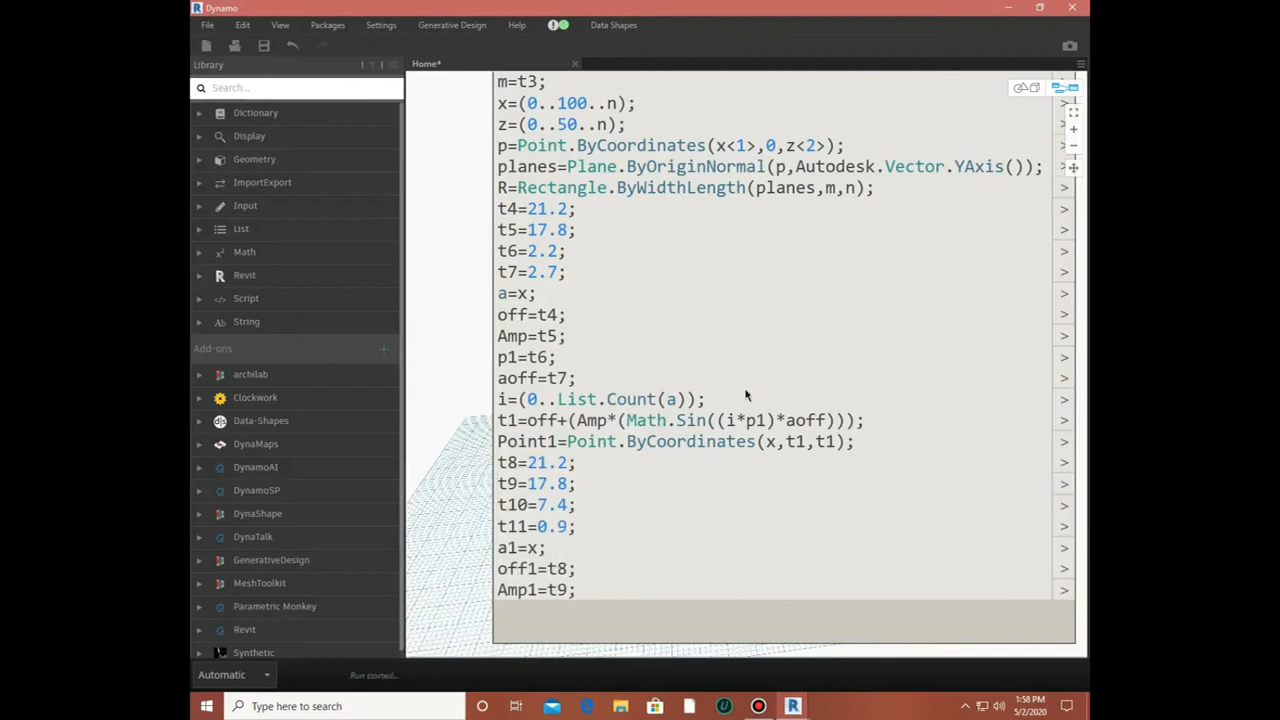 Dynamo
File Edit View Packages Settings Generative Design Help Data Shapes
Library
Home*
Search...
Dictionary
Display
Geometry
ImportExport
Input
List
Math
Revit
Script
String
Add-ons
archilab
Clockwork
Data-Shapes
DynaMaps
DynamoAI
DynamoSP
DynaShape
DynaTalk
GenerativeDesign
MeshToolkit
Parametric Monkey
Revit
Synthetic
m=t3;
x=(0..100..n);
z=(0..50..n);
p=Point.ByCoordinates(x<1>,0,z<2>);
planes=Plane.ByOriginNormal(p,Autodesk.Vector.YAxis());
R=Rectangle.ByWidthLength(planes,m,n);
t4=21.2;
t5=17.8;
t6=2.2;
t7=2.7;
a=x;
off=t4;
Amp=t5;
p1=t6;
aoff=t7;
i=(0..List.Count(a));
t1=off+(Amp*(Math.Sin((i*p1)*aoff)));
Point1=Point.ByCoordinates(x,t1,t1);
t8=21.2;
t9=17.8;
t10=7.4;
t11=0.9;
a1=x;
off1=t8;
Amp1=t9;
Automatic
Run csorted...
Type here to search
1:58 PM
5/2/2020